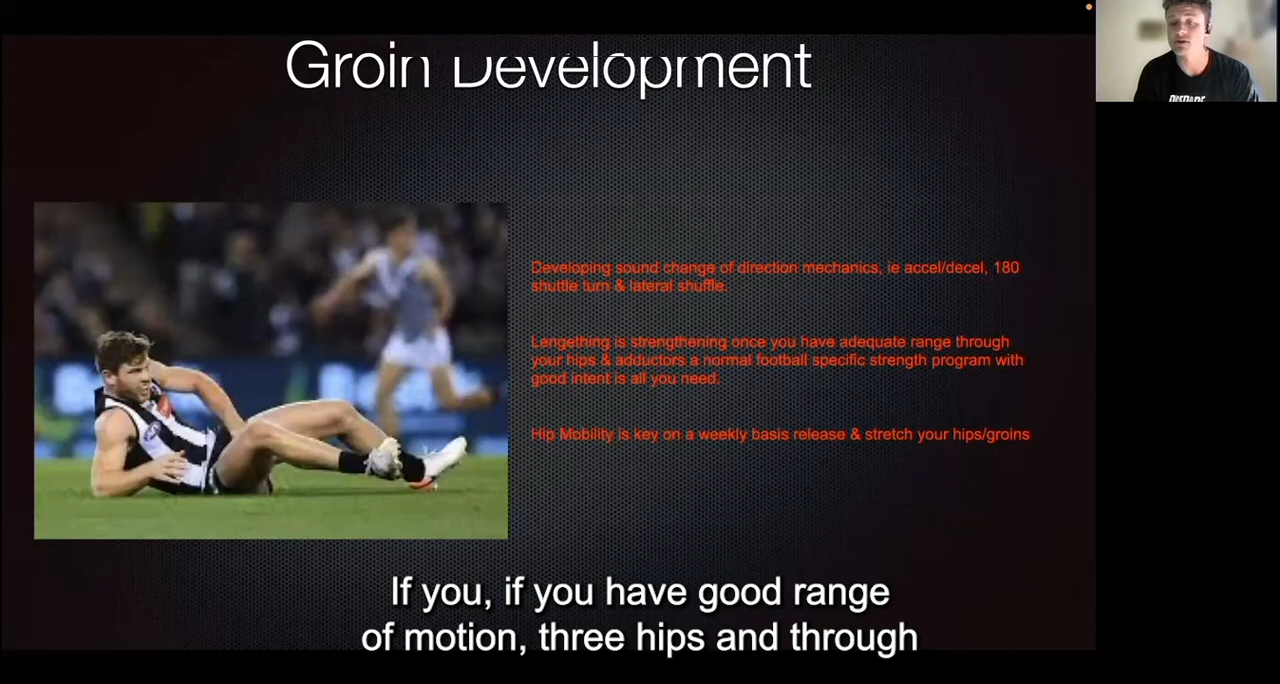 Groin Development
Developing sound change of direction mechanics, ie accel/decel, 180
shuttle turn & lateral shuffle.
Lengething is strengthening once you have adequate range through
your hips & adductors a normal football specific strength program with
good intent is all you need.
Hip Mobility is key on a weekly basis release & stretch your hips/groins
If you, if you have good range
of motion, three hips and through